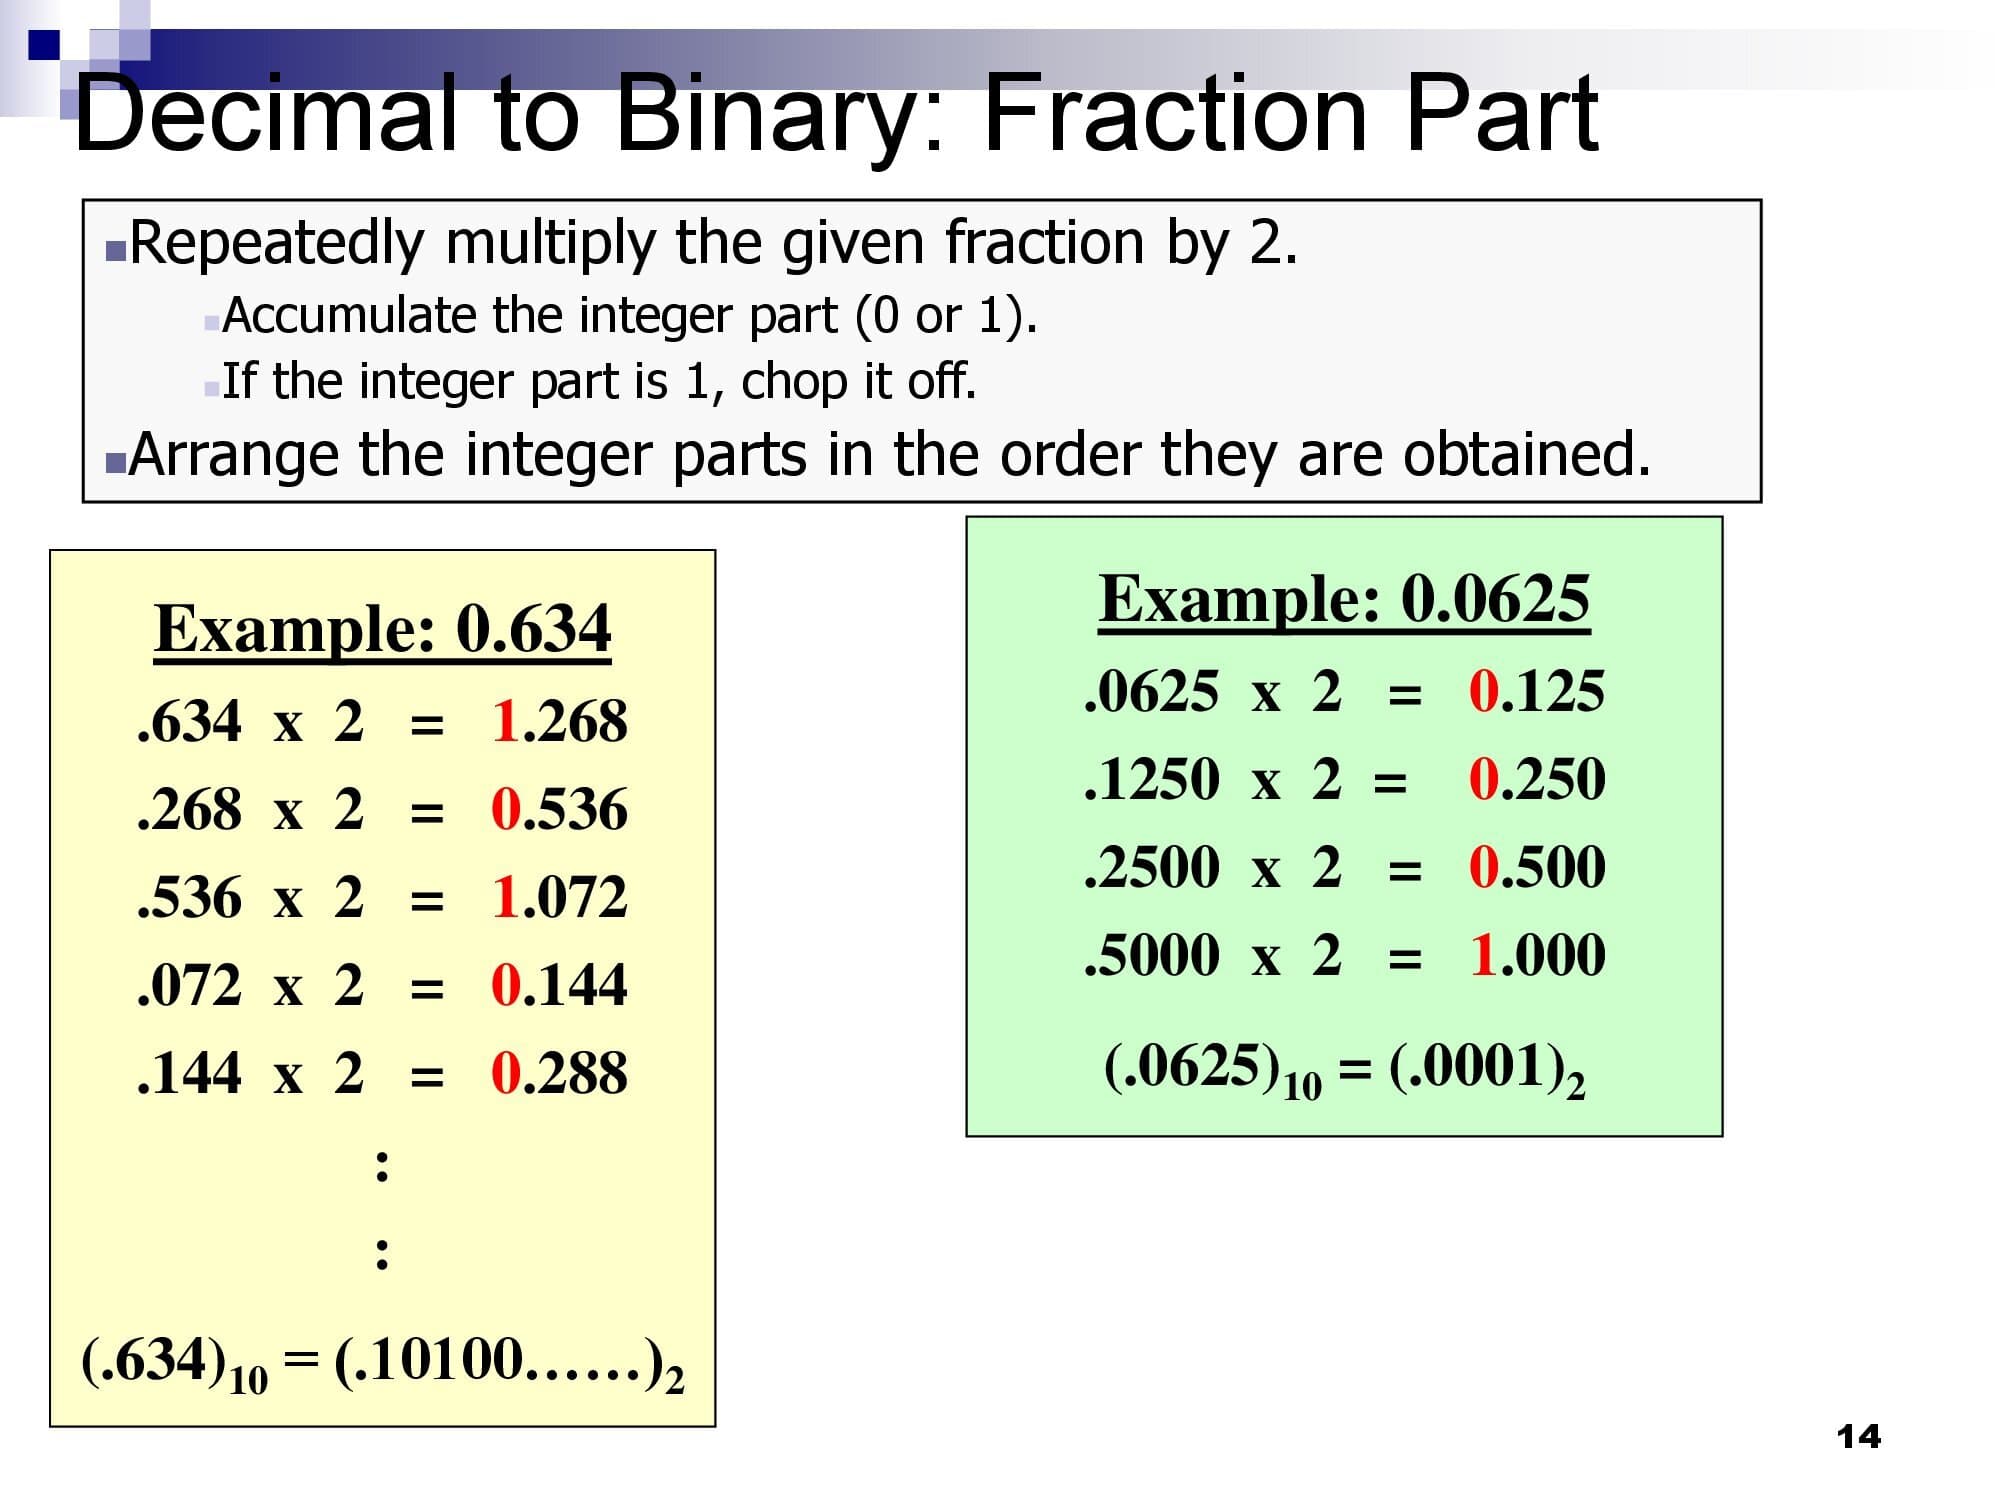 Decimal to Binary: Fraction Part
Repeatedly multiply the given fraction by 2.
Accumulate the integer part (0 or 1).
If the integer part is 1, chop it off.
Arrange the integer parts in the order they are obtained.
Example: 0.634
.634 x 2 = 1.268
.268 x 2 = 0.536
.536 x 2 = 1.072
.072 x 2 = 0.144
.144 x 2 = 0.288
:
:
(.634)10 = (.10100……)2
Example: 0.0625
.0625 x 2 = 0.125
.1250 x 2 = 0.250
.2500 x 2 = 0.500
.5000 x 2 = 1.000
(.0625)10 = (.0001)2
14